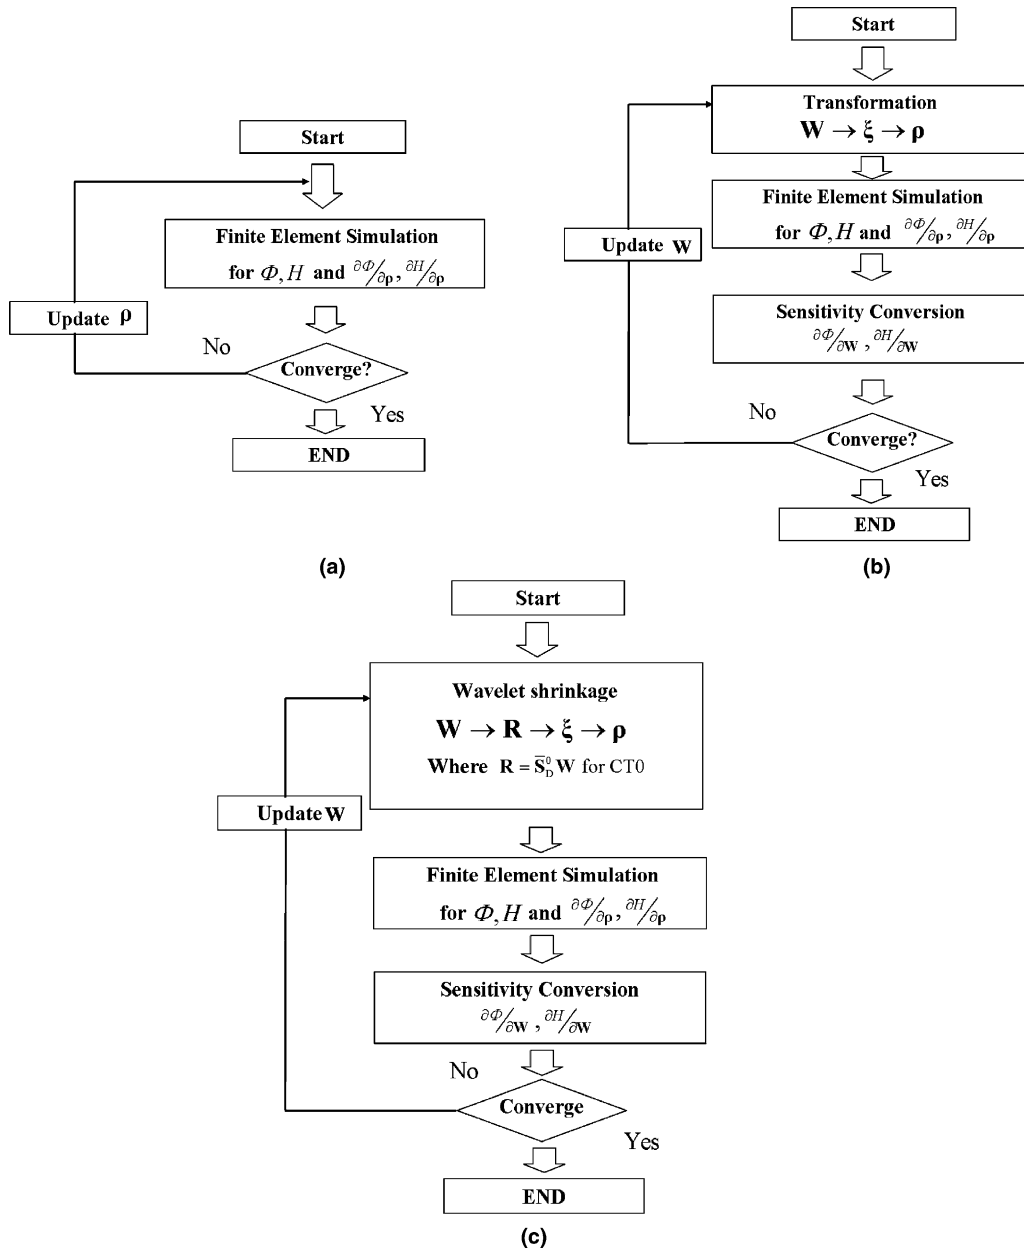 Start
Finite Element Simulation
for Φ, H and ∂Φ/∂ρ, ∂H/∂ρ
Update ρ
No
Converge?
Yes
END
(a)
Start
Transformation
W → ξ → ρ
Finite Element Simulation
for Φ, H and ∂Φ/∂ρ, ∂H/∂ρ
Update W
Sensitivity Conversion
∂Φ/∂W , ∂H/∂W
No
Converge?
Yes
END
(b)
Start
Wavelet shrinkage
W → R → ξ → ρ
Where R = S̅_D^0 W for CT0
Update W
Finite Element Simulation
for Φ, H and ∂Φ/∂ρ, ∂H/∂ρ
Sensitivity Conversion
∂Φ/∂W , ∂H/∂W
No
Converge
Yes
END
(c)